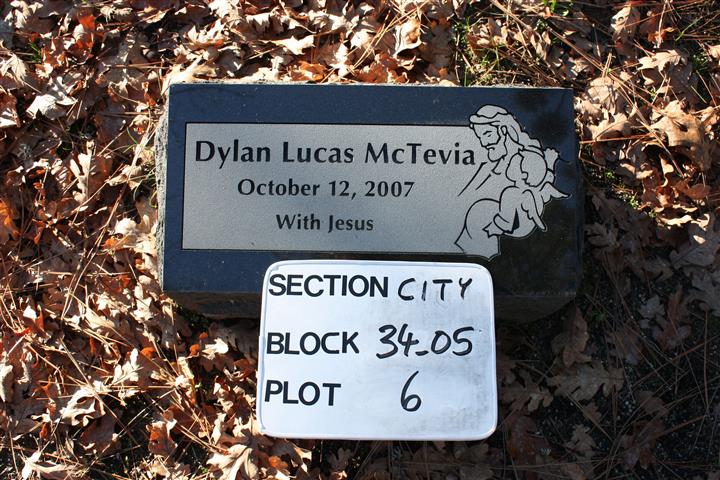 Dylan Lucas McTevia
October 12, 2007
With Jesus
SECTION CITY
BLOCK 34-05
PLOT 6